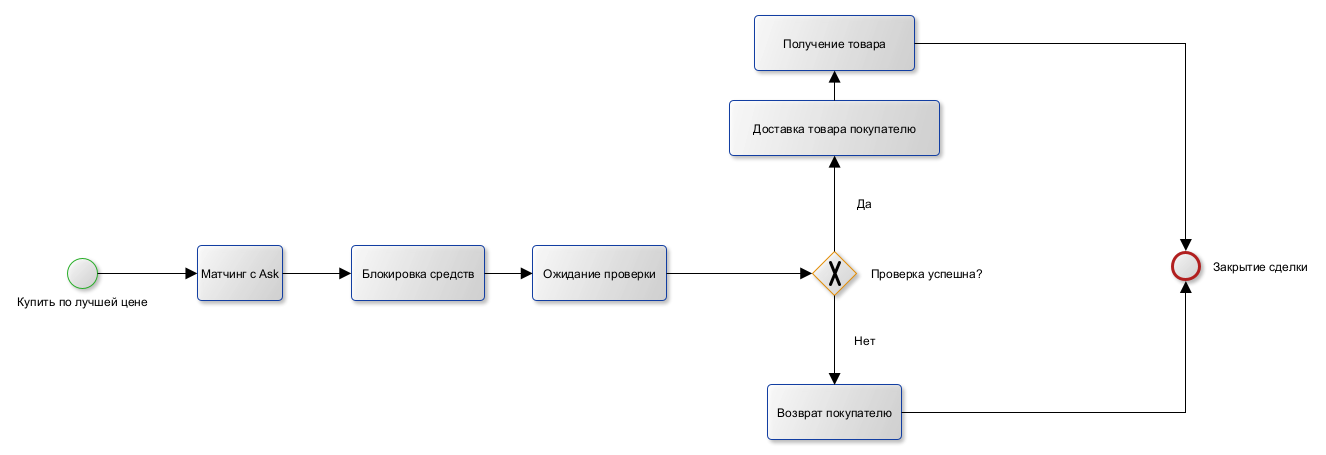 Получение товара
Доставка товара покупателю
Да
Матчинг с Ask
Блокировка средств
Ожидание проверки
Проверка успешна?
Закрытие сделки
Купить по лучшей цене
Нет
Возврат покупателю